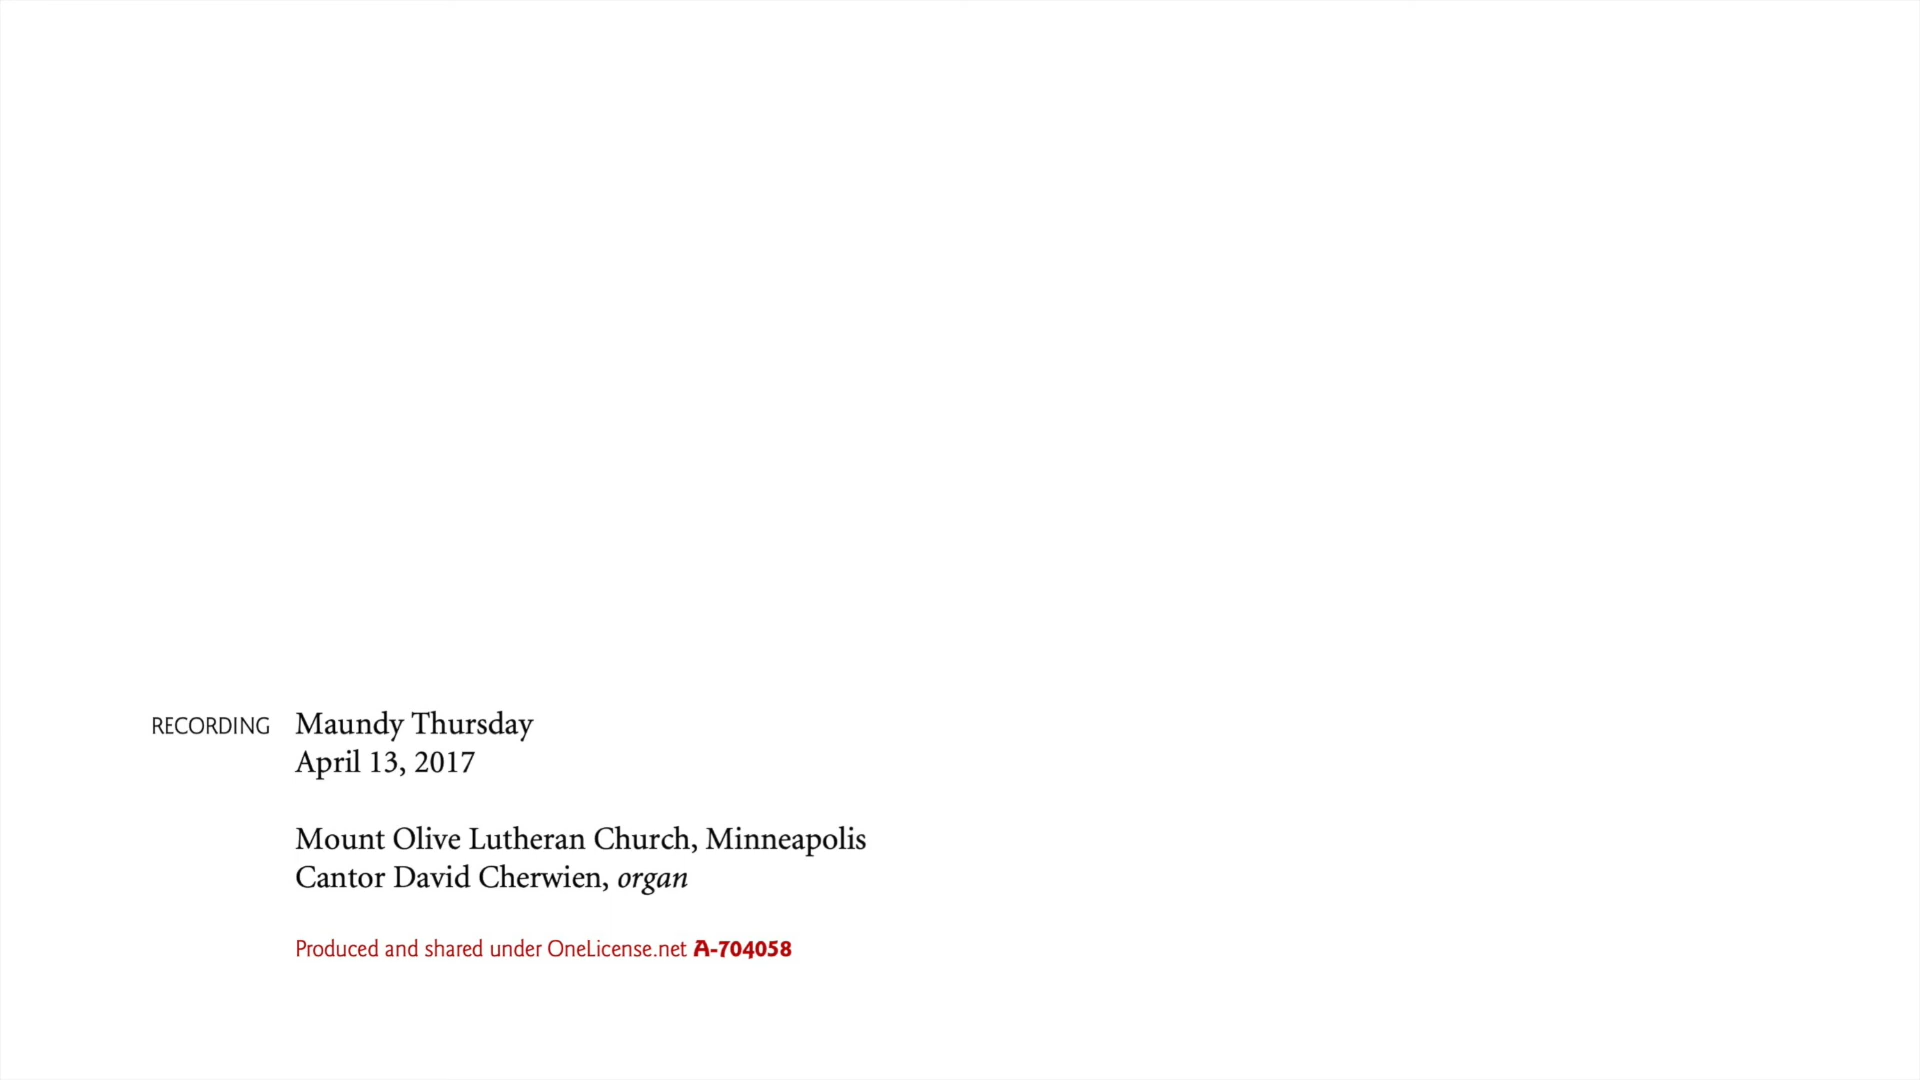 RECORDING Maundy Thursday
April 13, 2017
Mount Olive Lutheran Church, Minneapolis
Cantor David Cherwien, organ
Produced and shared under OneLicense.net A-704058